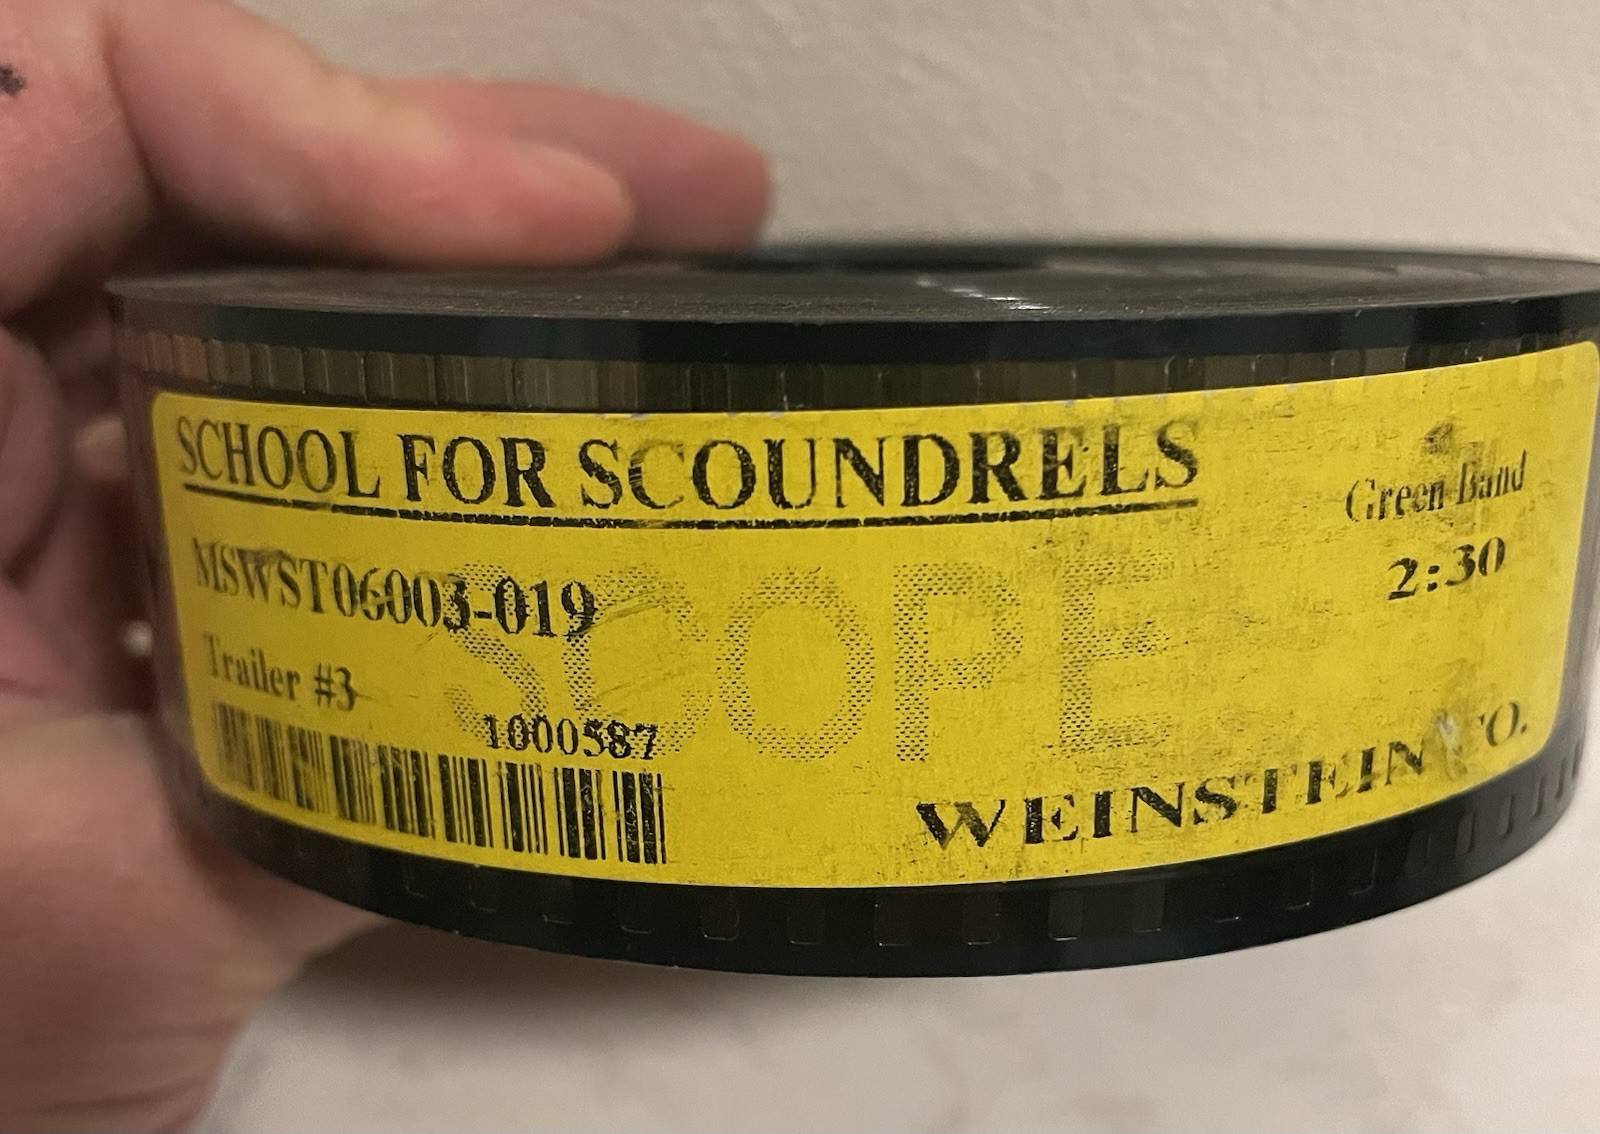 SCHOOL FOR SCOUNDRELS
Green Band
MSWST06003-019
2:30
SCOPE
Trailer #3
1000587
WEINSTEIN CO.